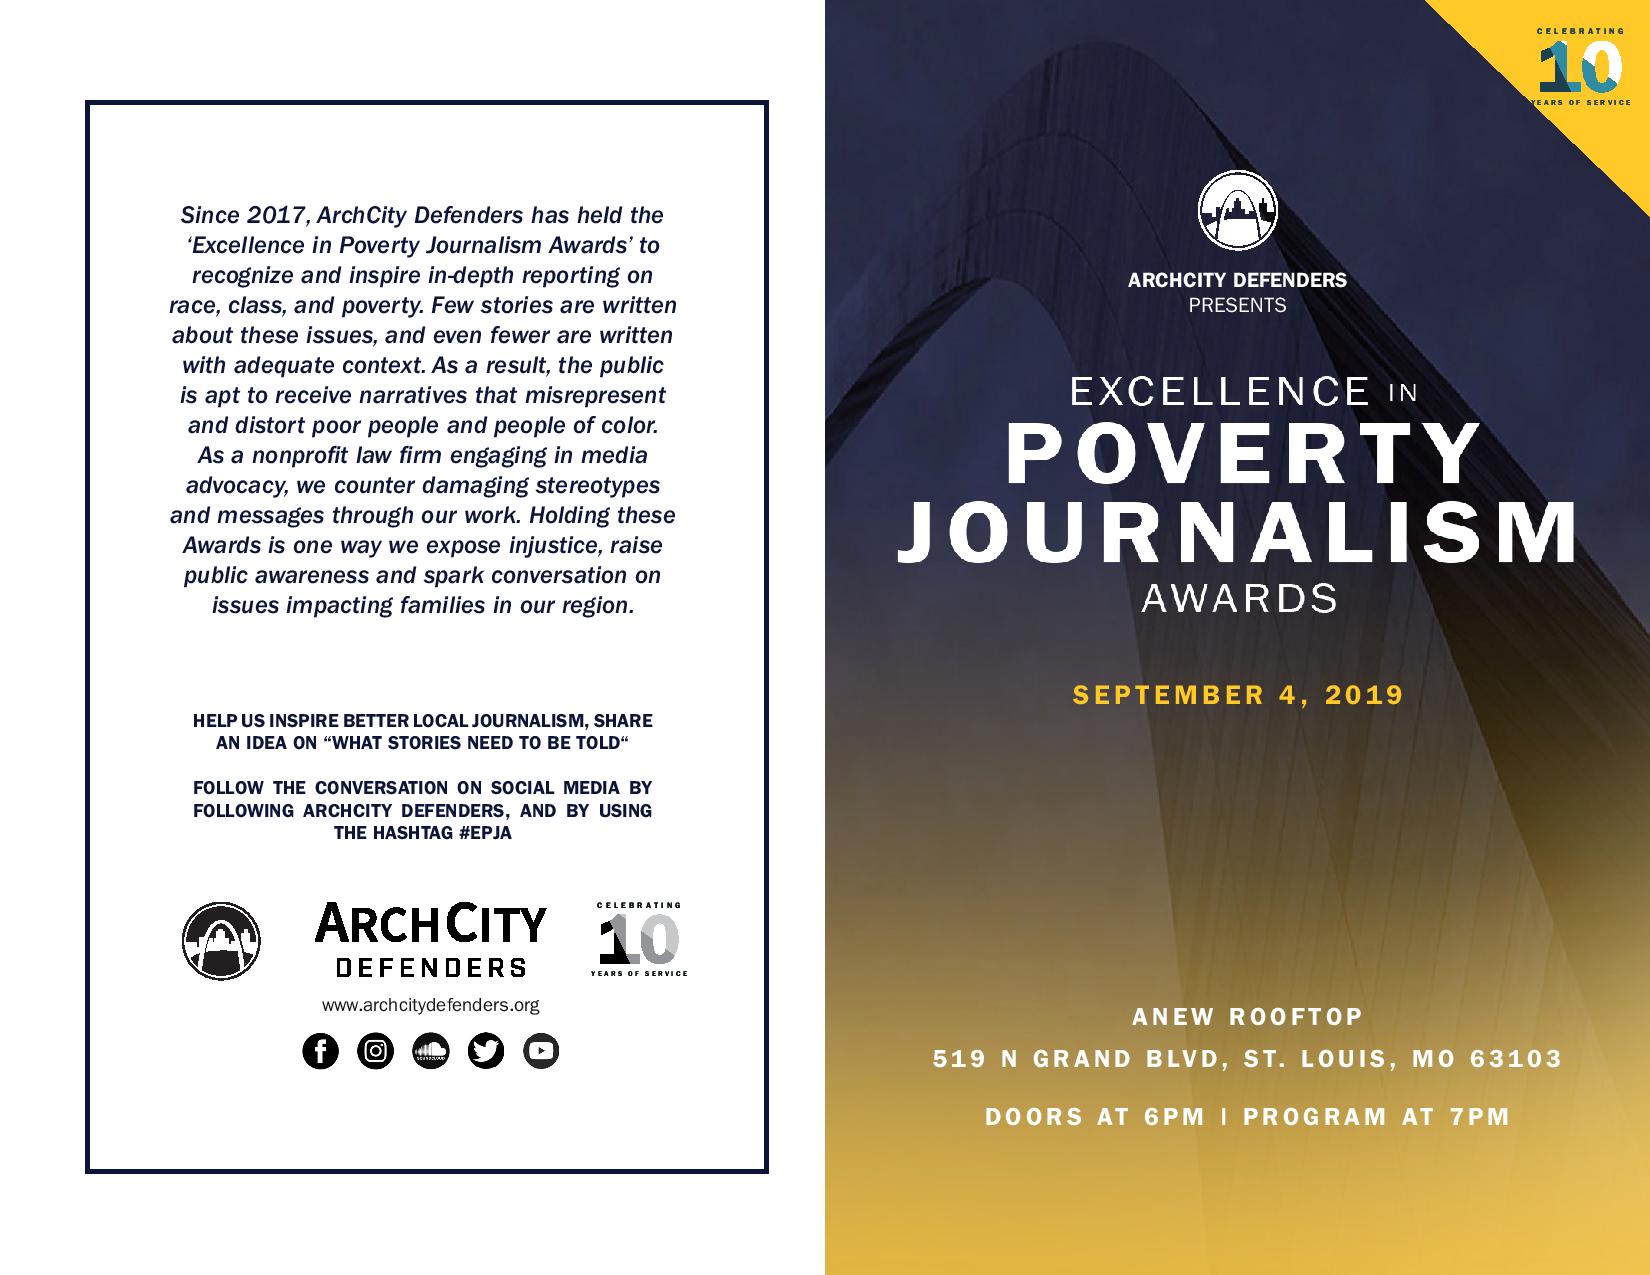 Since 2017, ArchCity Defenders has held the
‘Excellence in Poverty Journalism Awards’ to
recognize and inspire in-depth reporting on
race, class, and poverty. Few stories are written
about these issues, and even fewer are written
with adequate context. As a result, the public
is apt to receive narratives that misrepresent
and distort poor people and people of color.
As a nonprofit law firm engaging in media
advocacy, we counter damaging stereotypes
and messages through our work. Holding these
Awards is one way we expose injustice, raise
public awareness and spark conversation on
issues impacting families in our region.
HELP US INSPIRE BETTER LOCAL JOURNALISM, SHARE
AN IDEA ON “WHAT STORIES NEED TO BE TOLD“
FOLLOW THE CONVERSATION ON SOCIAL MEDIA BY
FOLLOWING ARCHCITY DEFENDERS, AND BY USING
THE HASHTAG #EPJA
ARCHCITY
DEFENDERS
CELEBRATING
10
YEARS OF SERVICE
www.archcitydefenders.org
SOUNDCLOUD
CELEBRATING
10
YEARS OF SERVICE
ARCHCITY DEFENDERS
PRESENTS
EXCELLENCE IN
POVERTY
JOURNALISM
AWARDS
SEPTEMBER 4, 2019
ANEW ROOFTOP
519 N GRAND BLVD, ST. LOUIS, MO 63103
DOORS AT 6PM | PROGRAM AT 7PM